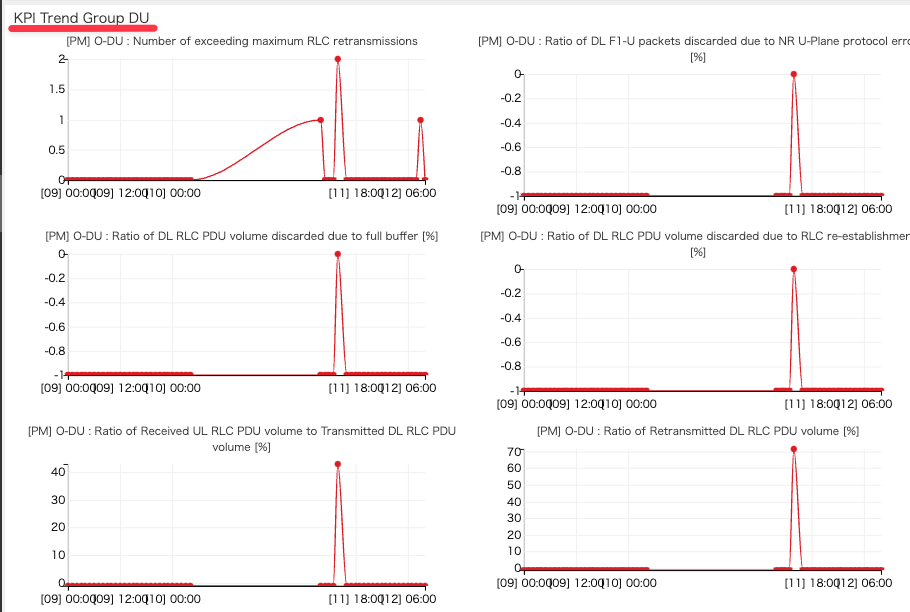 KPI Trend Group DU
[PM] O-DU : Number of exceeding maximum RLC retransmissions
2
1.5
1
0.5
0
[09] 00:00 [09] 12:00 [10] 00:00 [11] 18:00 [12] 06:00
[PM] O-DU : Ratio of DL F1-U packets discarded due to NR U-Plane protocol erro
[%]
0
-0.2
-0.4
-0.6
-0.8
-1
[09] 00:00 [09] 12:00 [10] 00:00 [11] 18:00 [12] 06:00
[PM] O-DU : Ratio of DL RLC PDU volume discarded due to full buffer [%]
0
-0.2
-0.4
-0.6
-0.8
-1
[09] 00:00 [09] 12:00 [10] 00:00 [11] 18:00 [12] 06:00
[PM] O-DU : Ratio of DL RLC PDU volume discarded due to RLC re-establishmen
[%]
0
-0.2
-0.4
-0.6
-0.8
-1
[09] 00:00 [09] 12:00 [10] 00:00 [11] 18:00 [12] 06:00
[PM] O-DU : Ratio of Received UL RLC PDU volume to Transmitted DL RLC PDU
volume [%]
40
30
20
10
0
[09] 00:00 [09] 12:00 [10] 00:00 [11] 18:00 [12] 06:00
[PM] O-DU : Ratio of Retransmitted DL RLC PDU volume [%]
70
60
50
40
30
20
10
0
[09] 00:00 [09] 12:00 [10] 00:00 [11] 18:00 [12] 06:00